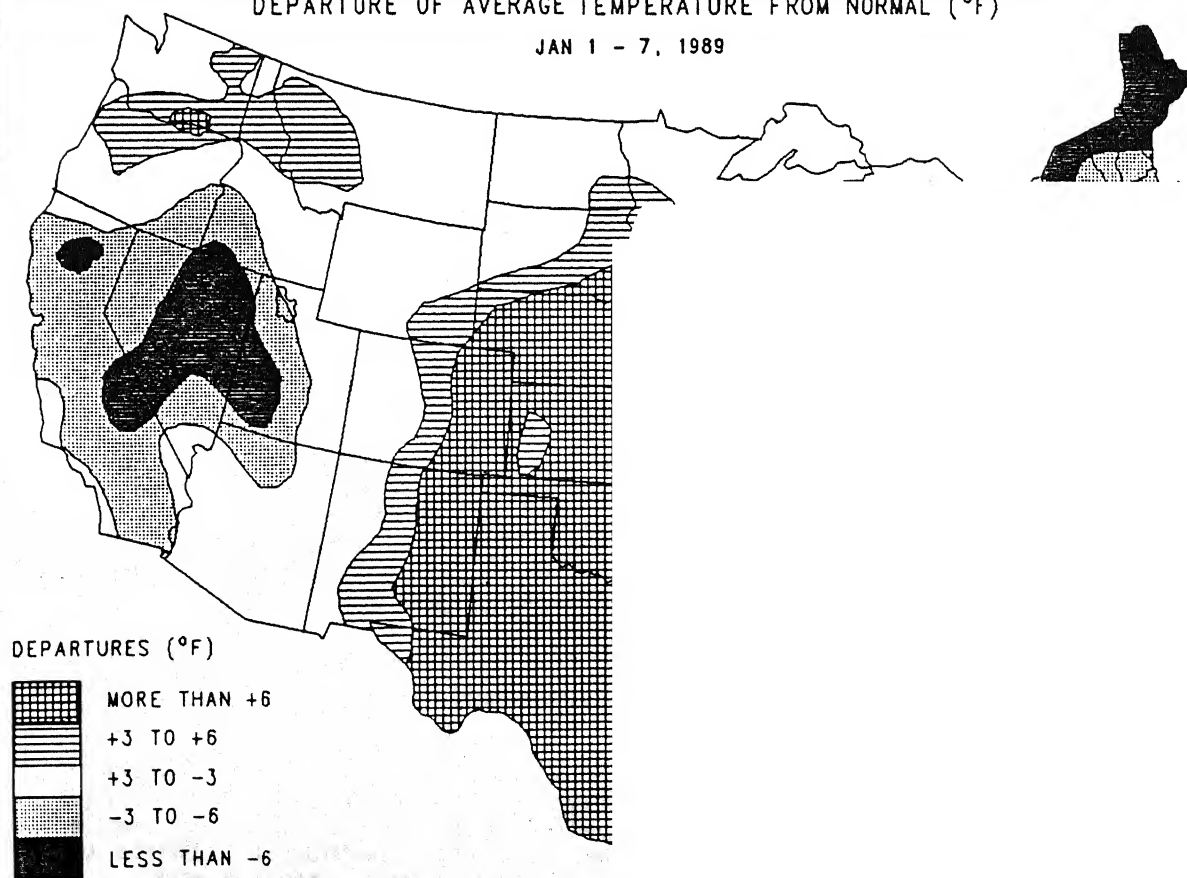 DEPARTURE OF AVERAGE TEMPERATURE FROM NORMAL (°F)
JAN 1 - 7, 1989
DEPARTURES (°F)
MORE THAN +6
+3 TO +6
+3 TO -3
-3 TO -6
LESS THAN -6